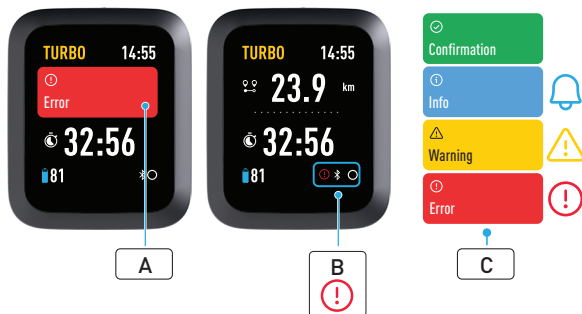 TURBO 14:55
Error
32:56
81
A
TURBO 14:55
23.9 km
32:56
81
B
Confirmation
Info
Warning
Error
C